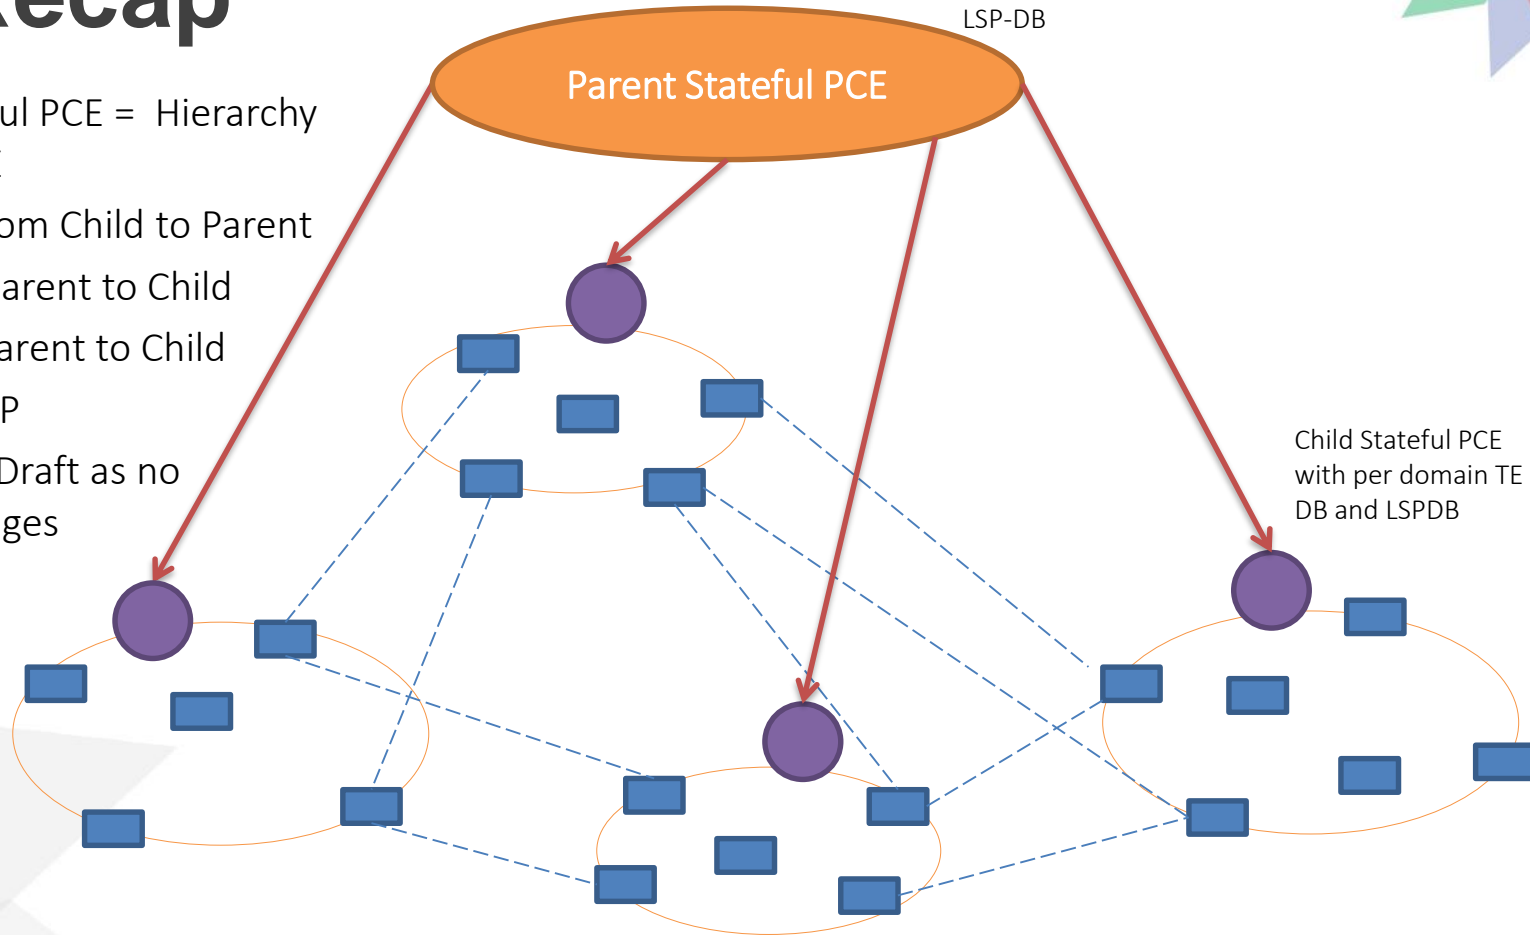 Recap
LSP-DB
Parent Stateful PCE
ul PCE = Hierarchy
om Child to Parent
arent to Child
arent to Child
P
Draft as no
ges
Child Stateful PCE
with per domain TE
DB and LSPDB